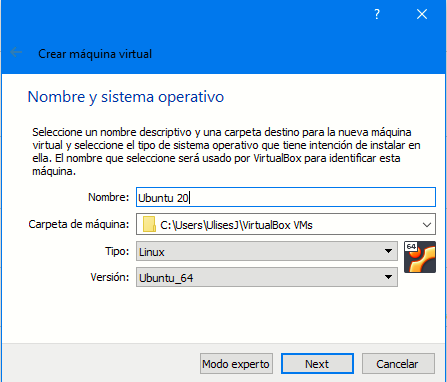 ?
Crear máquina virtual
Nombre y sistema operativo
Seleccione un nombre descriptivo y una carpeta destino para la nueva máquina
virtual y seleccione el tipo de sistema operativo que tiene intención de instalar en
ella. El nombre que seleccione será usado por VirtualBox para identificar esta
máquina.
Nombre: Ubuntu 20
Carpeta de máquina: C:\Users\UlisesJ\VirtualBox VMs
Tipo: Linux 64
Versión: Ubuntu_64
Modo experto Next Cancelar